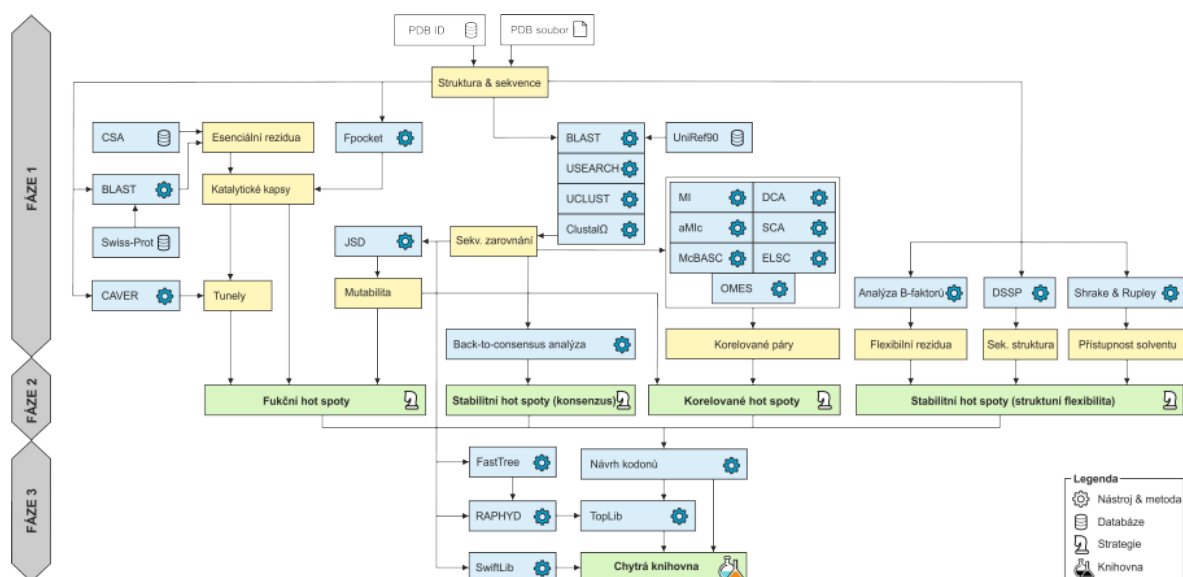 PDB ID
PDB soubor
Struktura & sekvence
FÁZE 1
CSA
Esenciální rezidua
Fpocket
BLAST
UniRef90
USEARCH
BLAST
Katalytické kapsy
UCLUST
MI
DCA
Swiss-Prot
JSD
Sekv. zarovnání
ClustalΩ
aMIc
SCA
McBASC
ELSC
CAVER
Tunely
Mutabilita
OMES
Analýza B-faktorů
DSSP
Shrake & Rupley
Back-to-consensus analýza
Korelované páry
Flexibilní rezidua
Sek. struktura
Přístupnost solventu
FÁZE 2
Fukční hot spoty
Stabilitní hot spoty (konsenzus)
Korelované hot spoty
Stabilitní hot spoty (struktuní flexibilita)
FÁZE 3
FastTree
Návrh kodonů
RAPHYD
TopLib
SwiftLib
Chytrá knihovna
Legenda
Nástroj & metoda
Databáze
Strategie
Knihovna